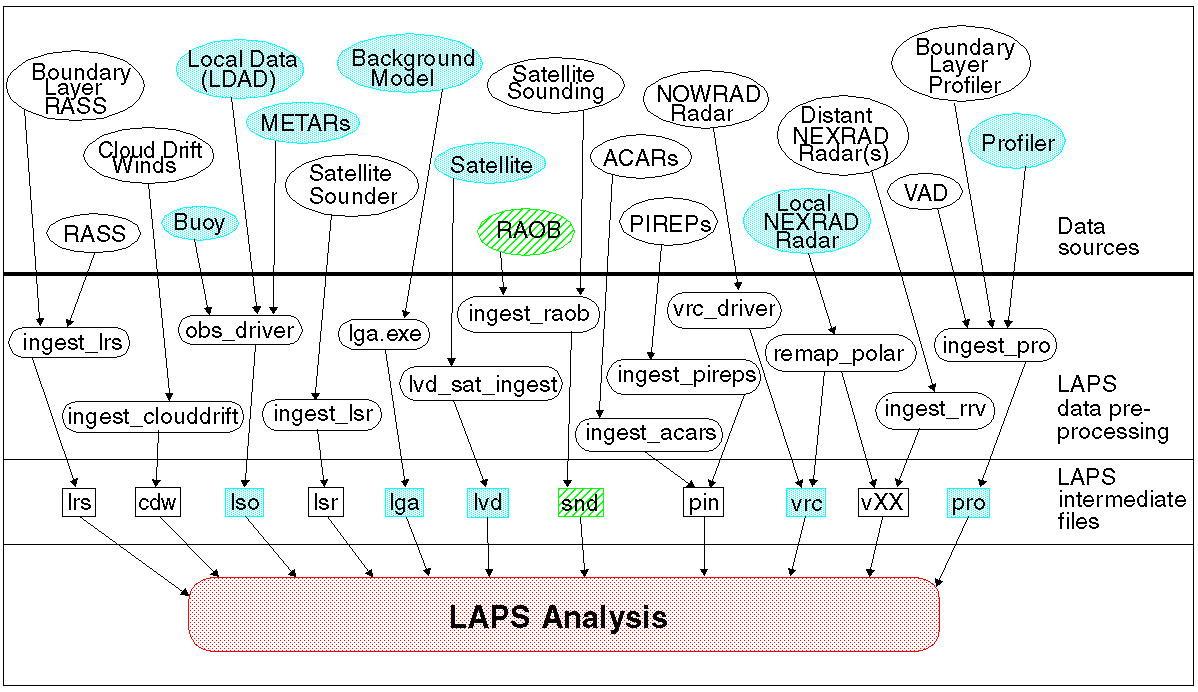 Boundary
Layer
RASS
Local Data
(LDAD)
Background
Model
Satellite
Sounding
NOWRAD
Radar
Distant
NEXRAD
Radar(s)
Boundary
Layer
Profiler
Cloud Drift
Winds
METARs
Satellite
Sounder
Satellite
ACARs
Profiler
VAD
RASS
Buoy
RAOB
PIREPs
Local
NEXRAD
Radar
Data
sources
ingest_lrs
obs_driver
lga.exe
ingest_raob
vrc_driver
remap_polar
ingest_pro
lvd_sat_ingest
ingest_pireps
ingest_clouddrift
ingest_lsr
ingest_acars
ingest_rrv
LAPS
data pre-
processing
lrs
cdw
lso
lsr
lga
lvd
snd
pin
vrc
vXX
pro
LAPS
intermediate
files
LAPS Analysis